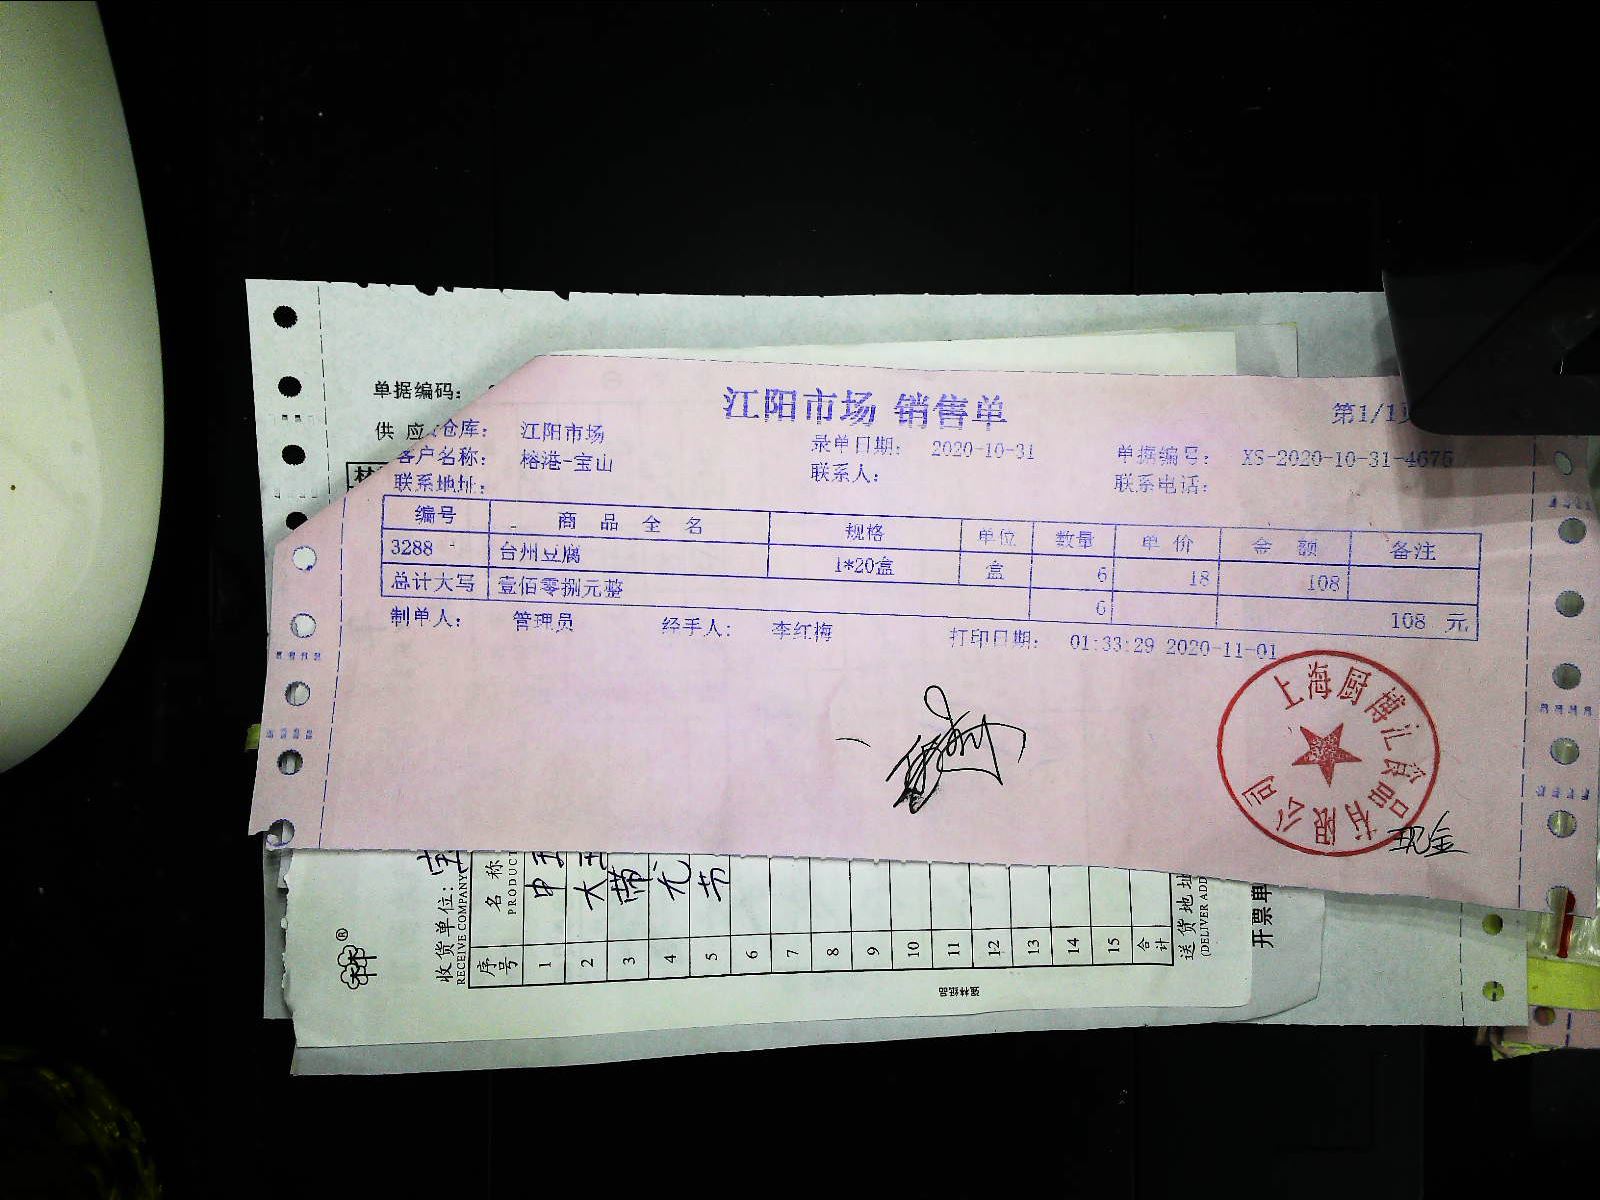 单据编码:
江阳市场 销售单
第1/1
供 应
仓库: 江阳市场 录单日期: 2020-10-31 单据编号: XS-2020-10-31-4675
客户名称: 榕港-宝山 联系人: 联系电话:
联系地址:
编号 商 品 全 名 规格 单位 数量 单 价 金 额 备注
3288 台州豆腐 1*20盒 盒 6 18 108
总计大写 壹佰零捌元整 6 108 元
制单人: 管理员 经手人: 李红梅 打印日期: 01:33:29 2020-11-01
上海厨博汇食品有限公司
现金
收货单位:
RECEIVE COMPANY
序号 名 称
PRODUCT
1
2 大
3 带
4
5
6
7
8
9
10
11
12
13
14
15
合计
送货地址
(DELIVER ADD
开票单
强林纸品